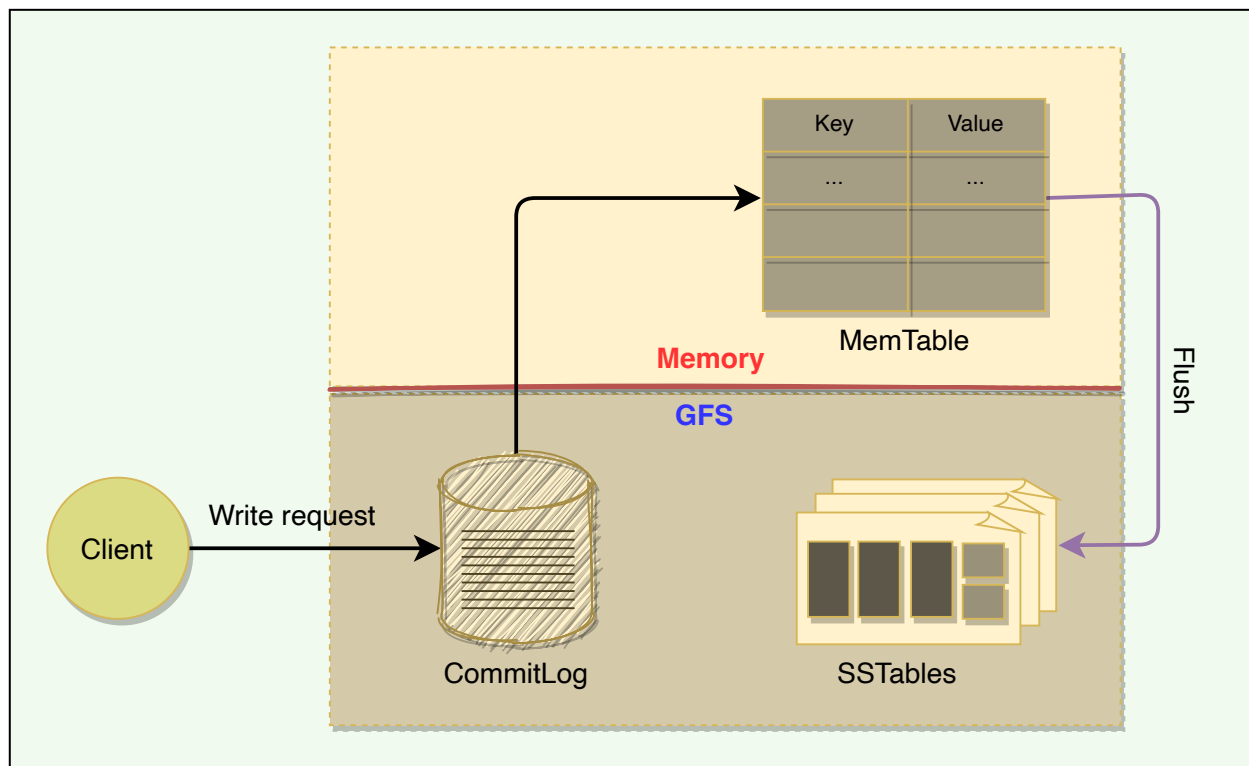 Key
Value
...
...
MemTable
Memory
Flush
GFS
Write request
Client
CommitLog
SSTables